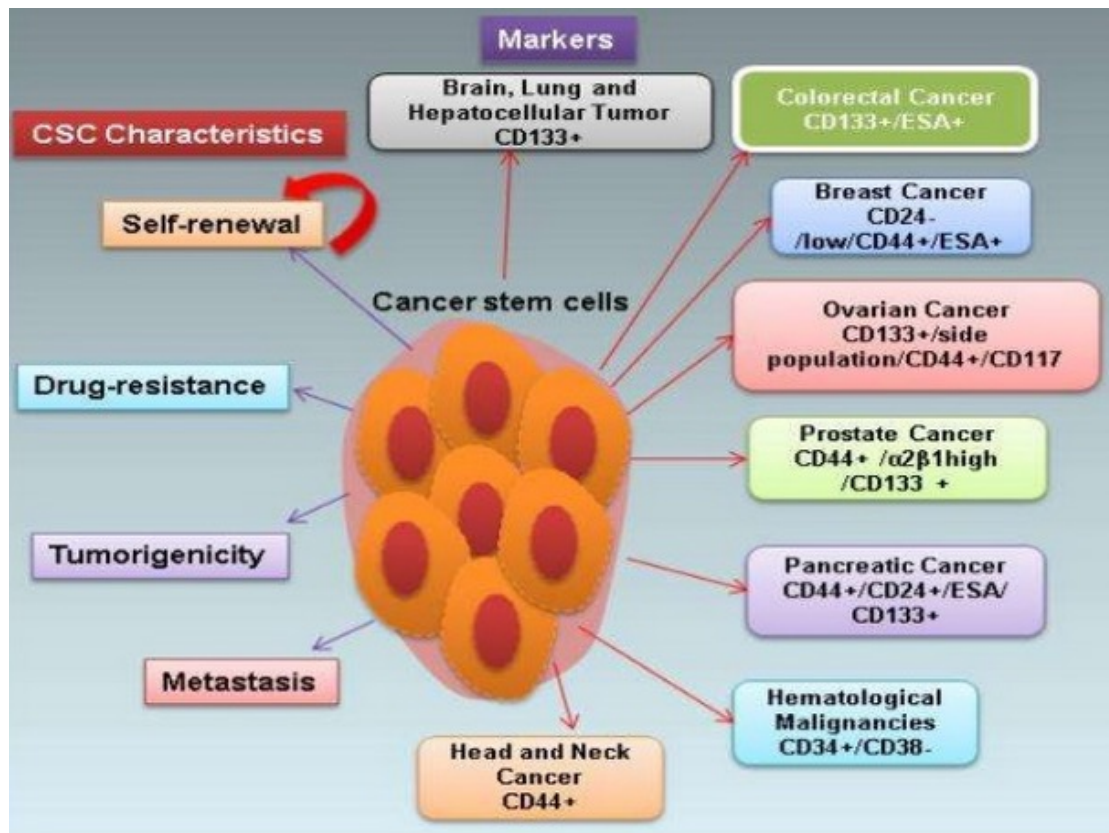 Markers
Brain, Lung and
Hepatocellular Tumor
CD133+
Colorectal Cancer
CD133+/ESA+
CSC Characteristics
Breast Cancer
CD24-
/low/CD44+/ESA+
Self-renewal
Cancer stem cells
Ovarian Cancer
CD133+/side
population/CD44+/CD117
Drug-resistance
Prostate Cancer
CD44+ /α2β1high
/CD133 +
Tumorigenicity
Pancreatic Cancer
CD44+/CD24+/ESA/
CD133+
Metastasis
Hematological
Malignancies
CD34+/CD38-
Head and Neck
Cancer
CD44+